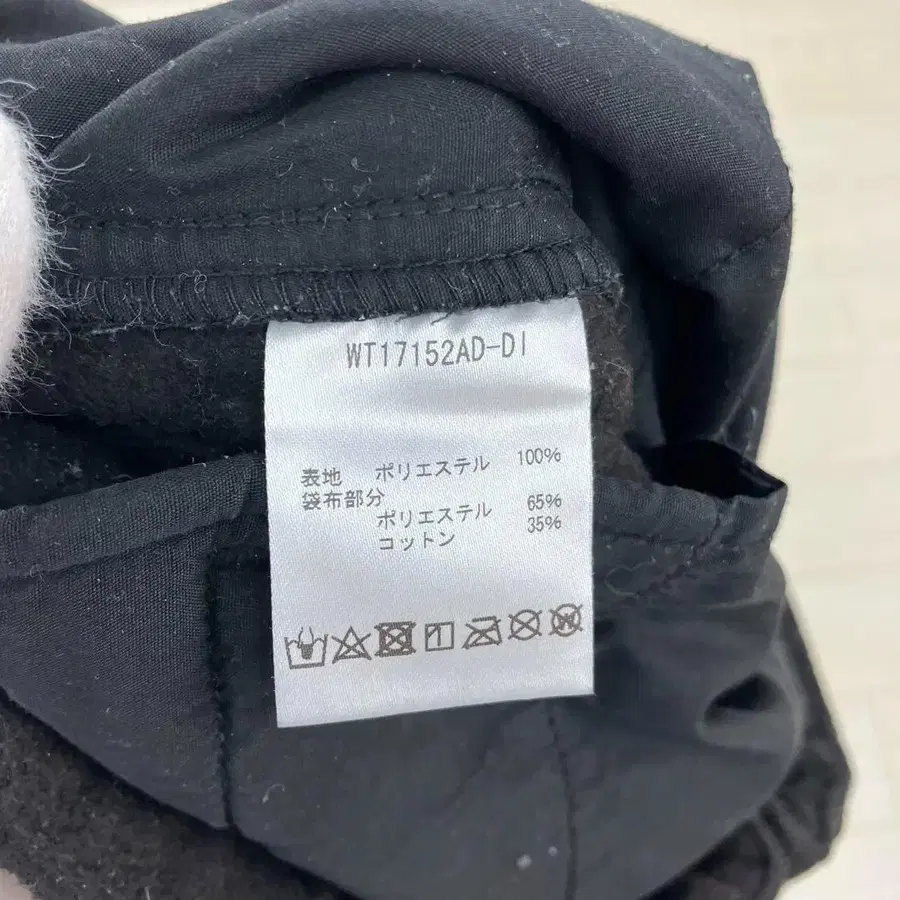 WT17152AD-DI
表地 ポリエステル 100%
袋布部分
ポリエステル 65%
コットン 35%